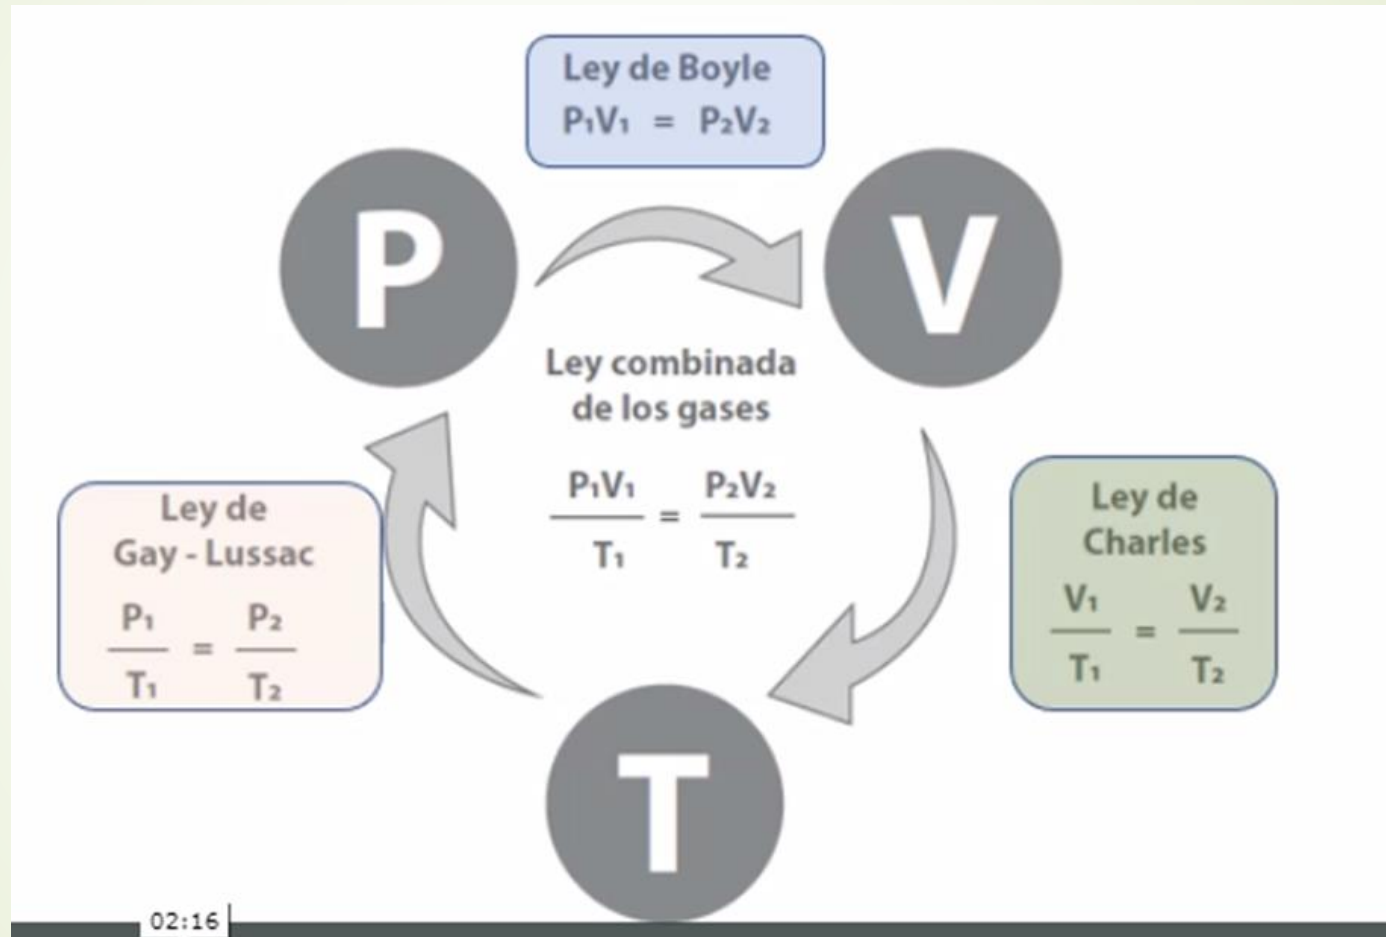 Ley de Boyle
P₁V₁ = P₂V₂
P
V
Ley combinada
de los gases
P₁V₁ = P₂V₂
T₁ T₂
Ley de
Gay - Lussac
P₁ = P₂
T₁ T₂
Ley de
Charles
V₁ = V₂
T₁ T₂
T
02:16